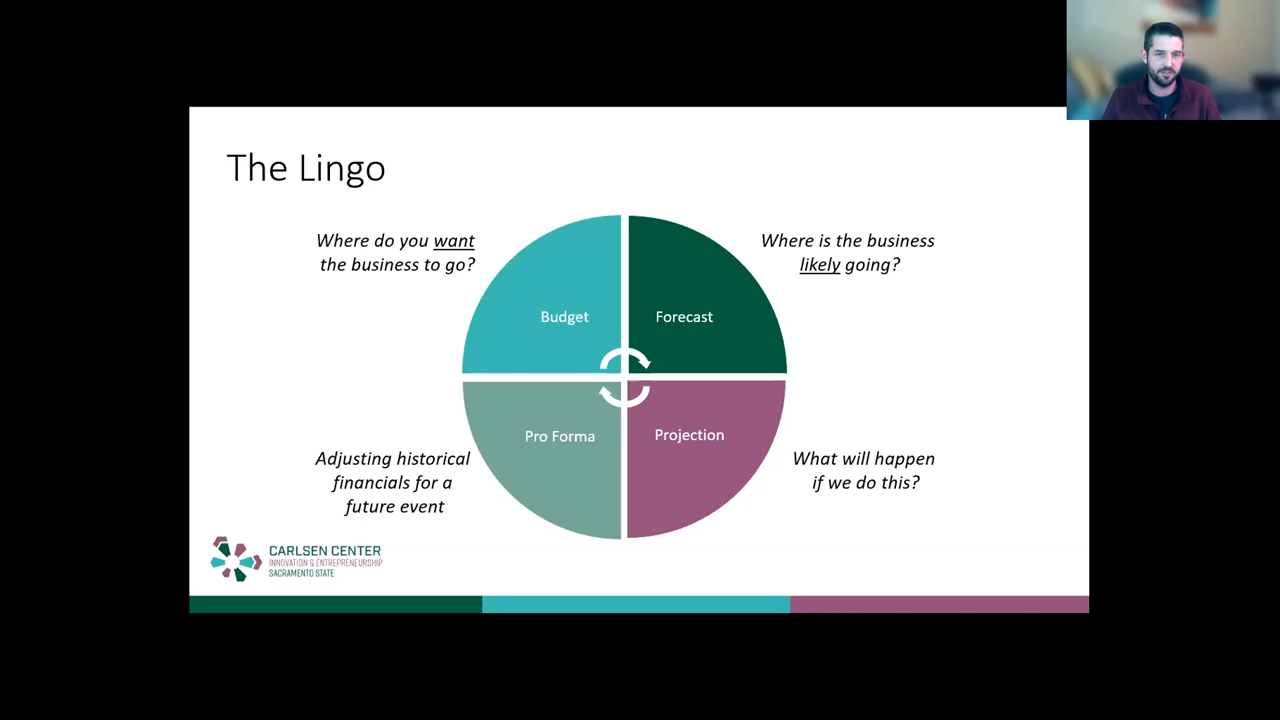 The Lingo
Where do you want
the business to go?
Where is the business
likely going?
Budget
Forecast
Pro Forma
Projection
Adjusting historical
financials for a
future event
What will happen
if we do this?
CARLSEN CENTER
INNOVATION & ENTREPRENEURSHIP
SACRAMENTO STATE